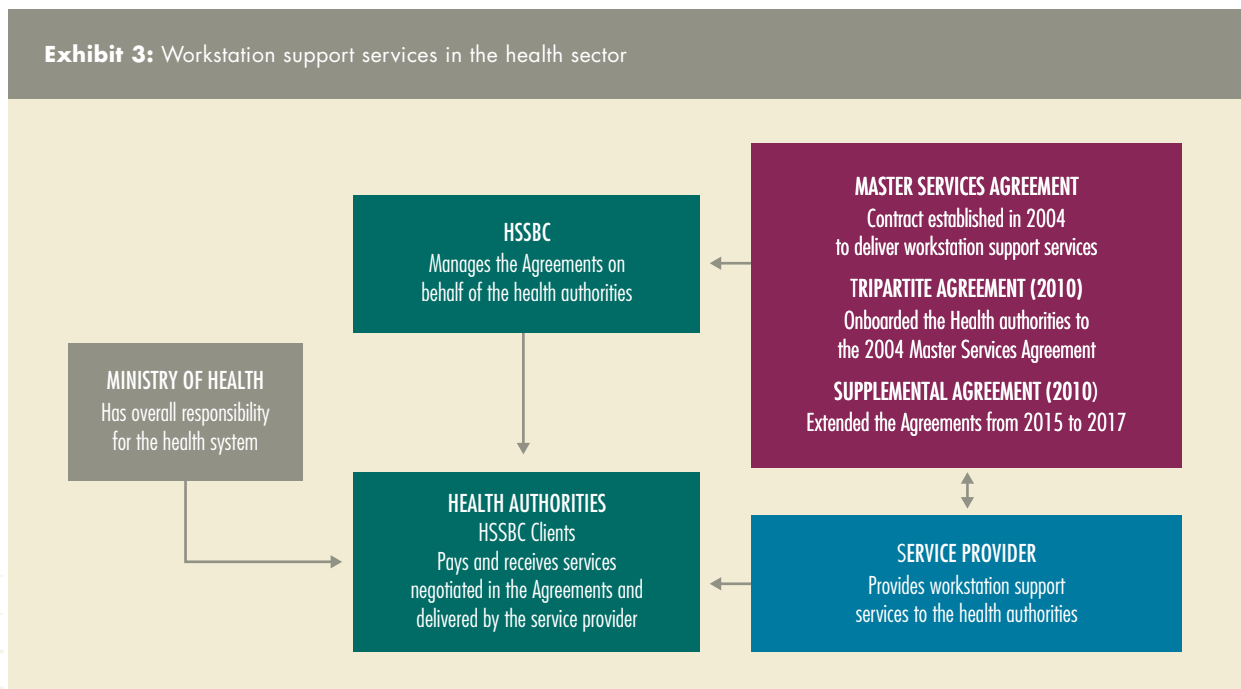 Exhibit 3: Workstation support services in the health sector
MINISTRY OF HEALTH
Has overall responsibility
for the health system
HSSBC
Manages the Agreements on
behalf of the health authorities
HEALTH AUTHORITIES
HSSBC Clients
Pays and receives services
negotiated in the Agreements and
delivered by the service provider
MASTER SERVICES AGREEMENT
Contract established in 2004
to deliver workstation support services
TRIPARTITE AGREEMENT (2010)
Onboarded the Health authorities to
the 2004 Master Services Agreement
SUPPLEMENTAL AGREEMENT (2010)
Extended the Agreements from 2015 to 2017
SERVICE PROVIDER
Provides workstation support
services to the health authorities